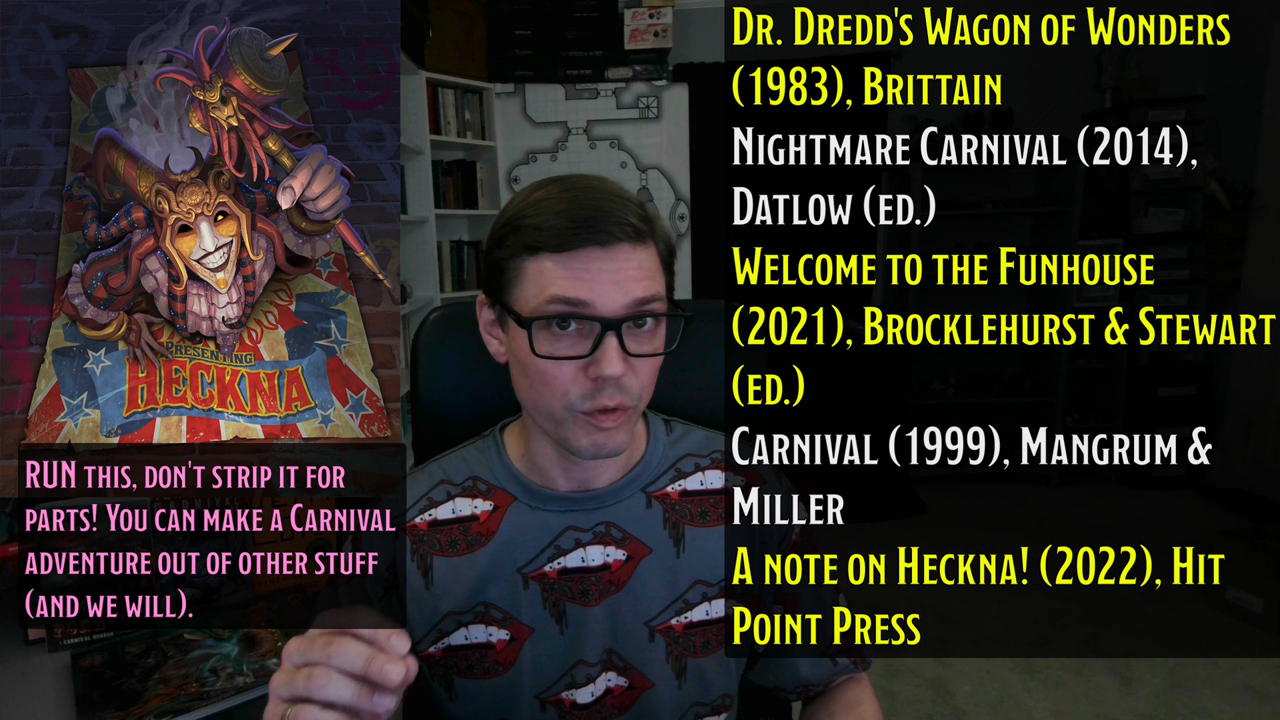 PRESENTING
HECKNA
RUN THIS, DON'T STRIP IT FOR
PARTS! YOU CAN MAKE A CARNIVAL
ADVENTURE OUT OF OTHER STUFF
(AND WE WILL).
CARNIVAL HORROR
DR. DREDD'S WAGON OF WONDERS
(1983), BRITTAIN
NIGHTMARE CARNIVAL (2014),
DATLOW (ED.)
WELCOME TO THE FUNHOUSE
(2021), BROCKLEHURST & STEWART
(ED.)
CARNIVAL (1999), MANGRUM &
MILLER
A NOTE ON HECKNA! (2022), HIT
POINT PRESS